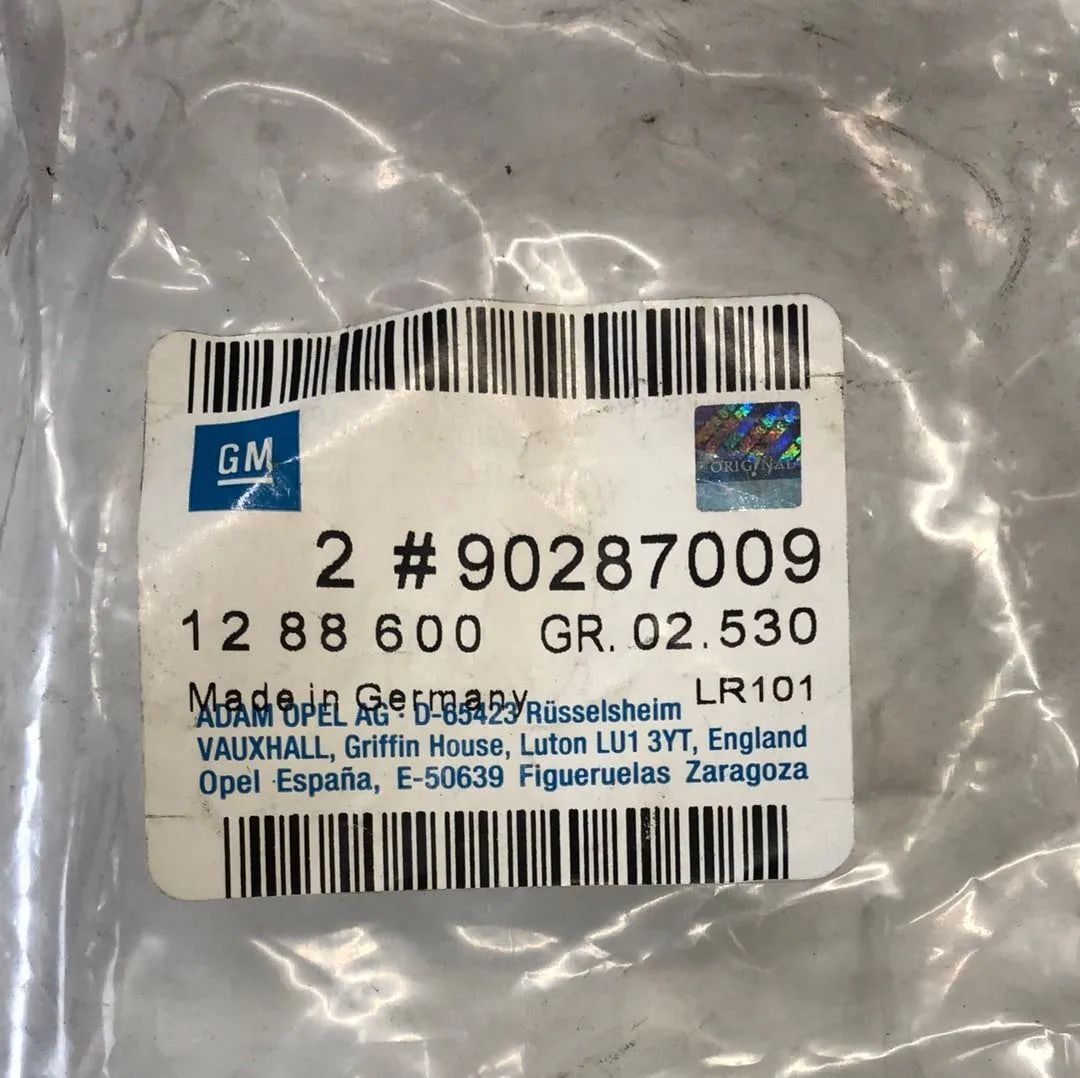 GM
ORIGINAL
2 #90287009
12 88 600 GR. 02.530
Made in Germany LR101
ADAM OPEL AG · D-65423 Rüsselsheim
VAUXHALL, Griffin House, Luton LU1 3YT, England
Opel España, E-50639 Figueruelas Zaragoza